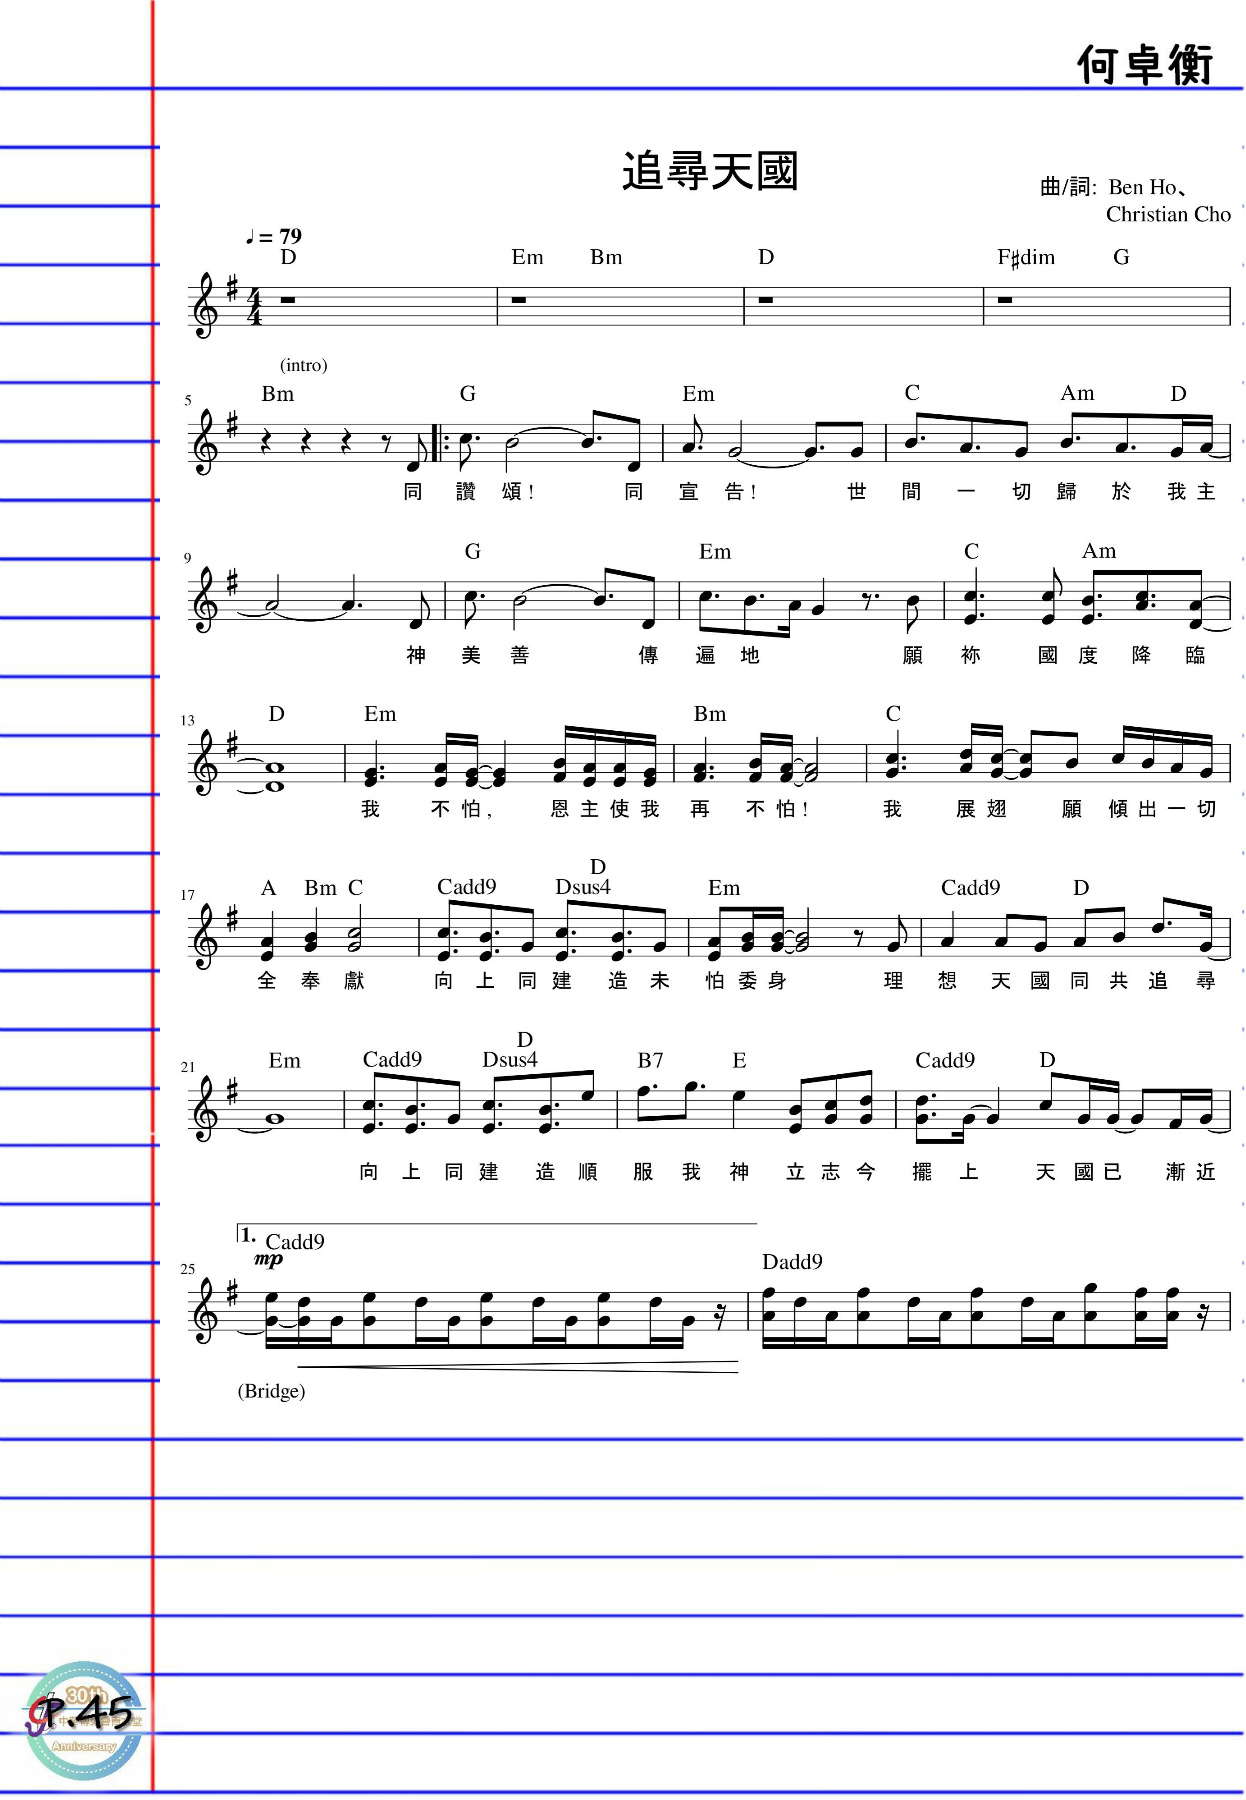 何卓衡
追尋天國
曲/詞: Ben Ho、
Christian Cho
♩= 79
D Em Bm D F♯dim G
4
4
(intro)
5 Bm G Em C Am D
同 讚 頌! 同 宣 告! 世 間 一 切 歸 於 我 主
9 G Em C Am
神 美 善 傳 遍 地 願 祢 國 度 降 臨
13 D Em Bm C
我 不 怕, 恩 主 使 我 再 不 怕! 我 展 翅 願 傾 出 一 切
D
17 A Bm C Cadd9 Dsus4 Em Cadd9 D
全 奉 獻 向 上 同 建 造 未 怕 委 身 理 想 天 國 同 共 追 尋
D
21 Em Cadd9 Dsus4 B7 E Cadd9 D
向 上 同 建 造 順 服 我 神 立 志 今 擺 上 天 國 已 漸 近
1. Cadd9
mp Dadd9
25
(Bridge)
30th
P.45
Anniversary